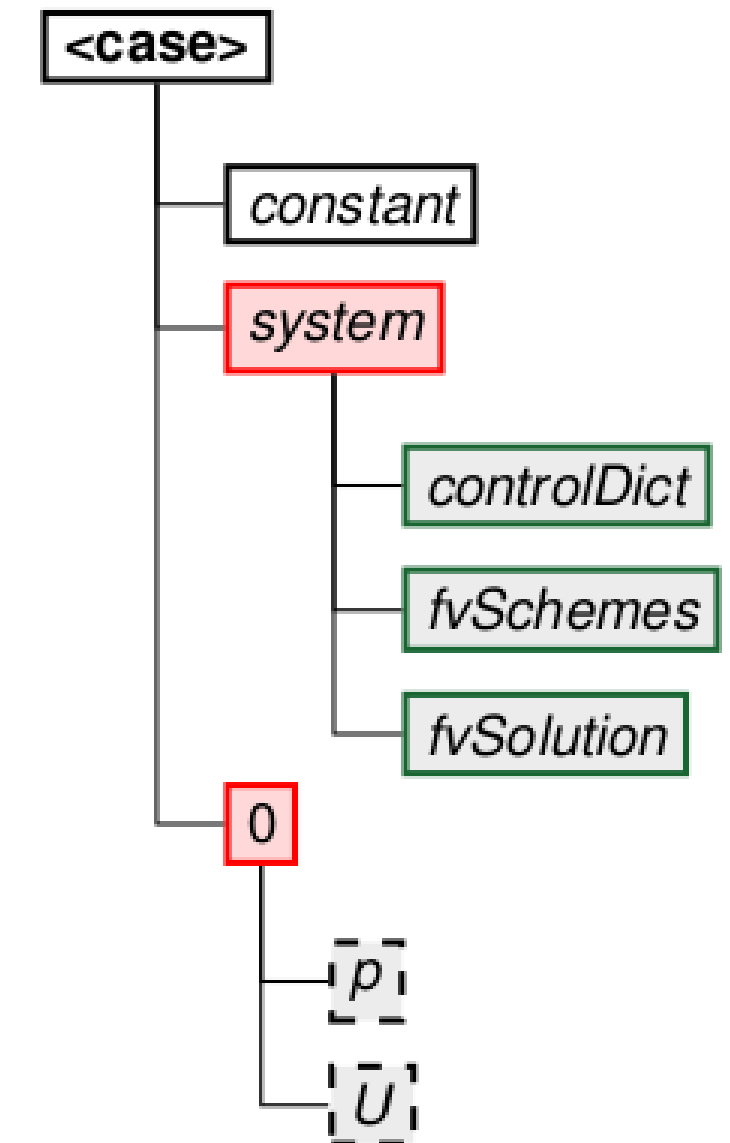 <case>
constant
system
controlDict
fvSchemes
fvSolution
0
p
U